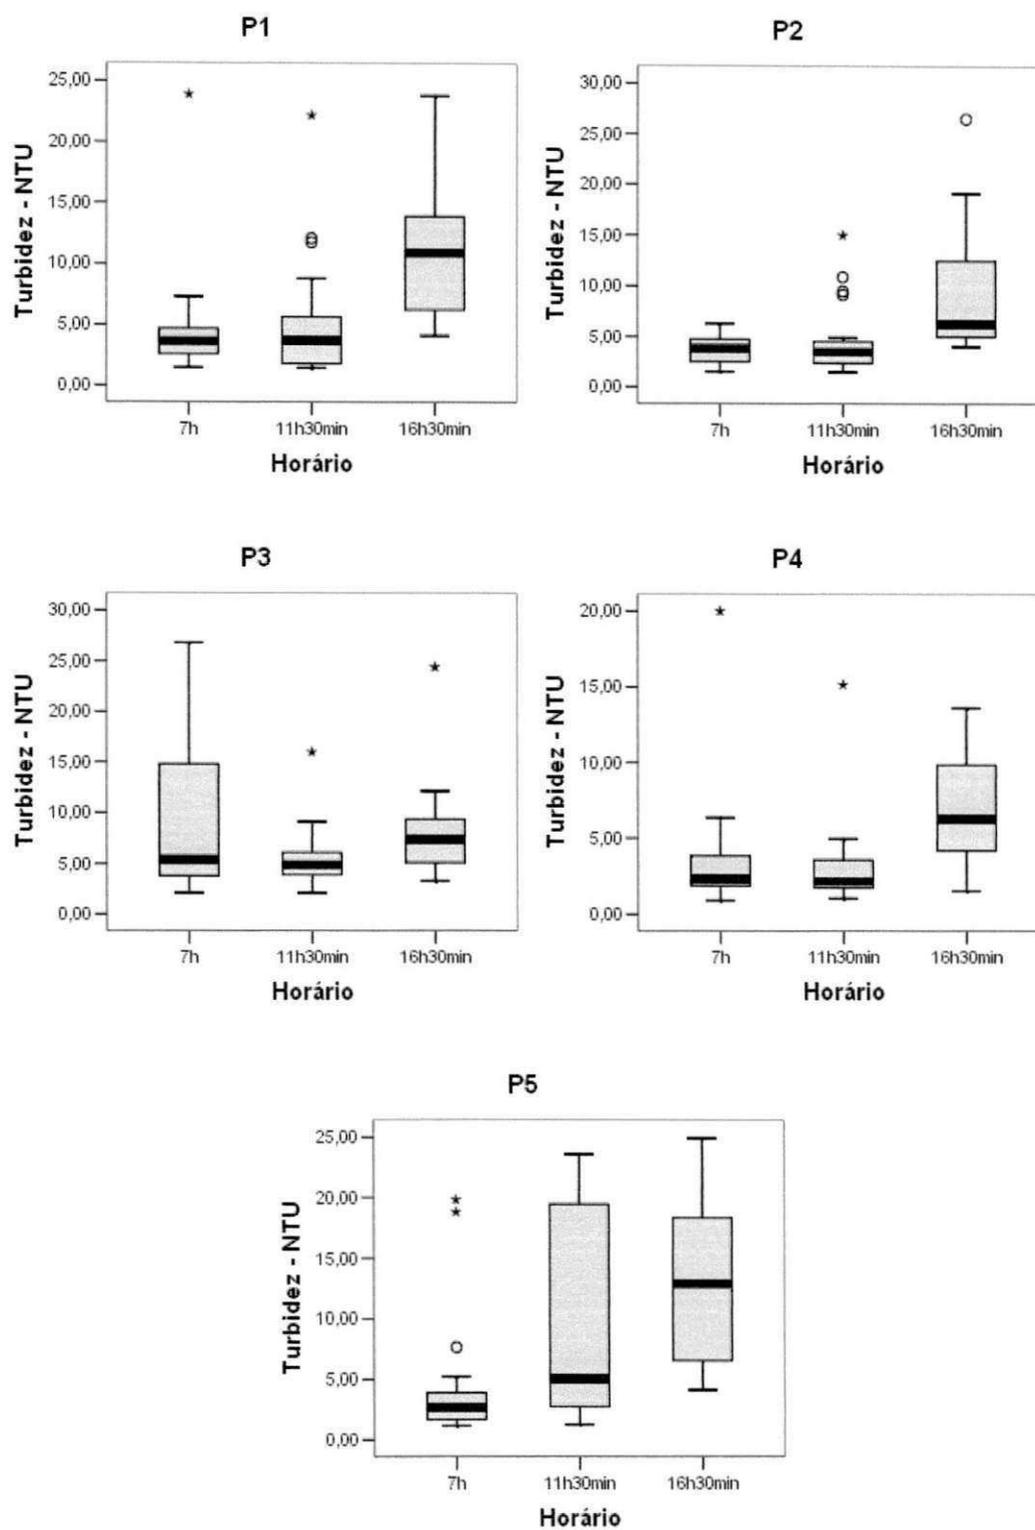 P1
Turbidez - NTU
25,00
20,00
15,00
10,00
5,00
0,00
7h 11h30min 16h30min
Horário
P2
Turbidez - NTU
30,00
25,00
20,00
15,00
10,00
5,00
0,00
7h 11h30min 16h30min
Horário
P3
Turbidez - NTU
30,00
25,00
20,00
15,00
10,00
5,00
0,00
7h 11h30min 16h30min
Horário
P4
Turbidez - NTU
20,00
15,00
10,00
5,00
0,00
7h 11h30min 16h30min
Horário
P5
Turbidez - NTU
25,00
20,00
15,00
10,00
5,00
0,00
7h 11h30min 16h30min
Horário